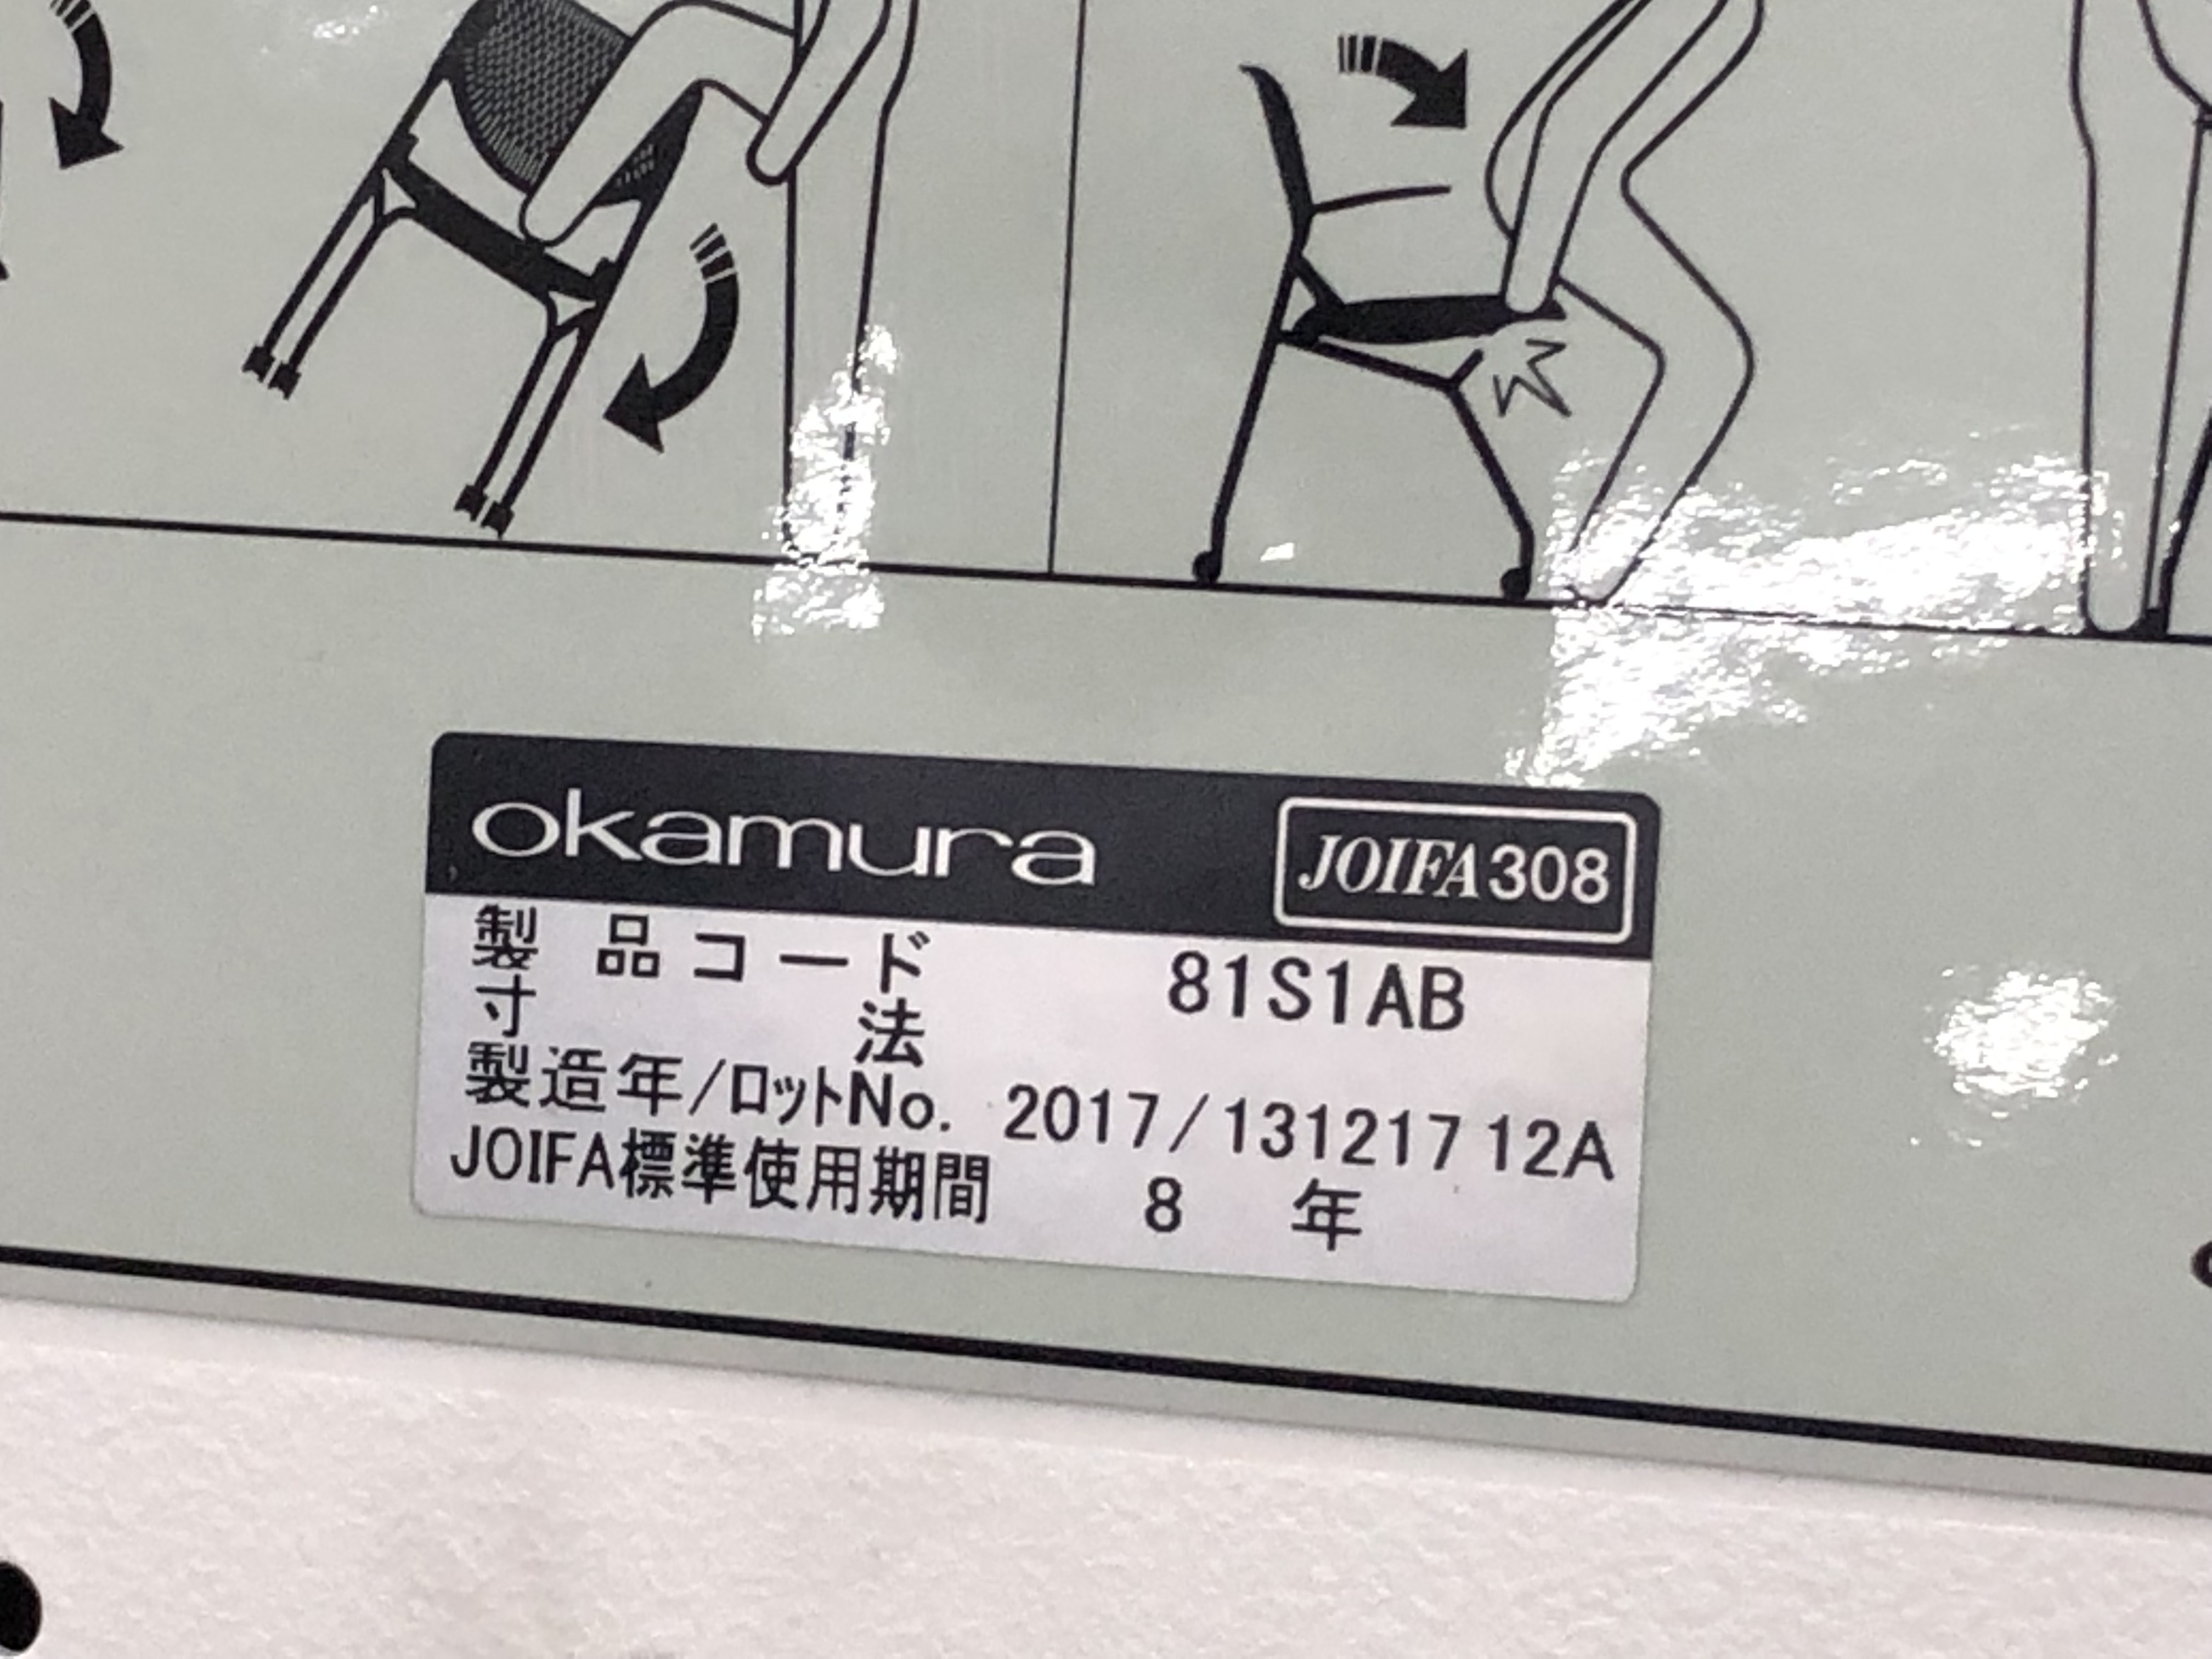 okamura JOIFA308
製品コード 81S1AB
寸法
製造年/ロットNo. 2017/131217 12A
JOIFA標準使用期間 8 年